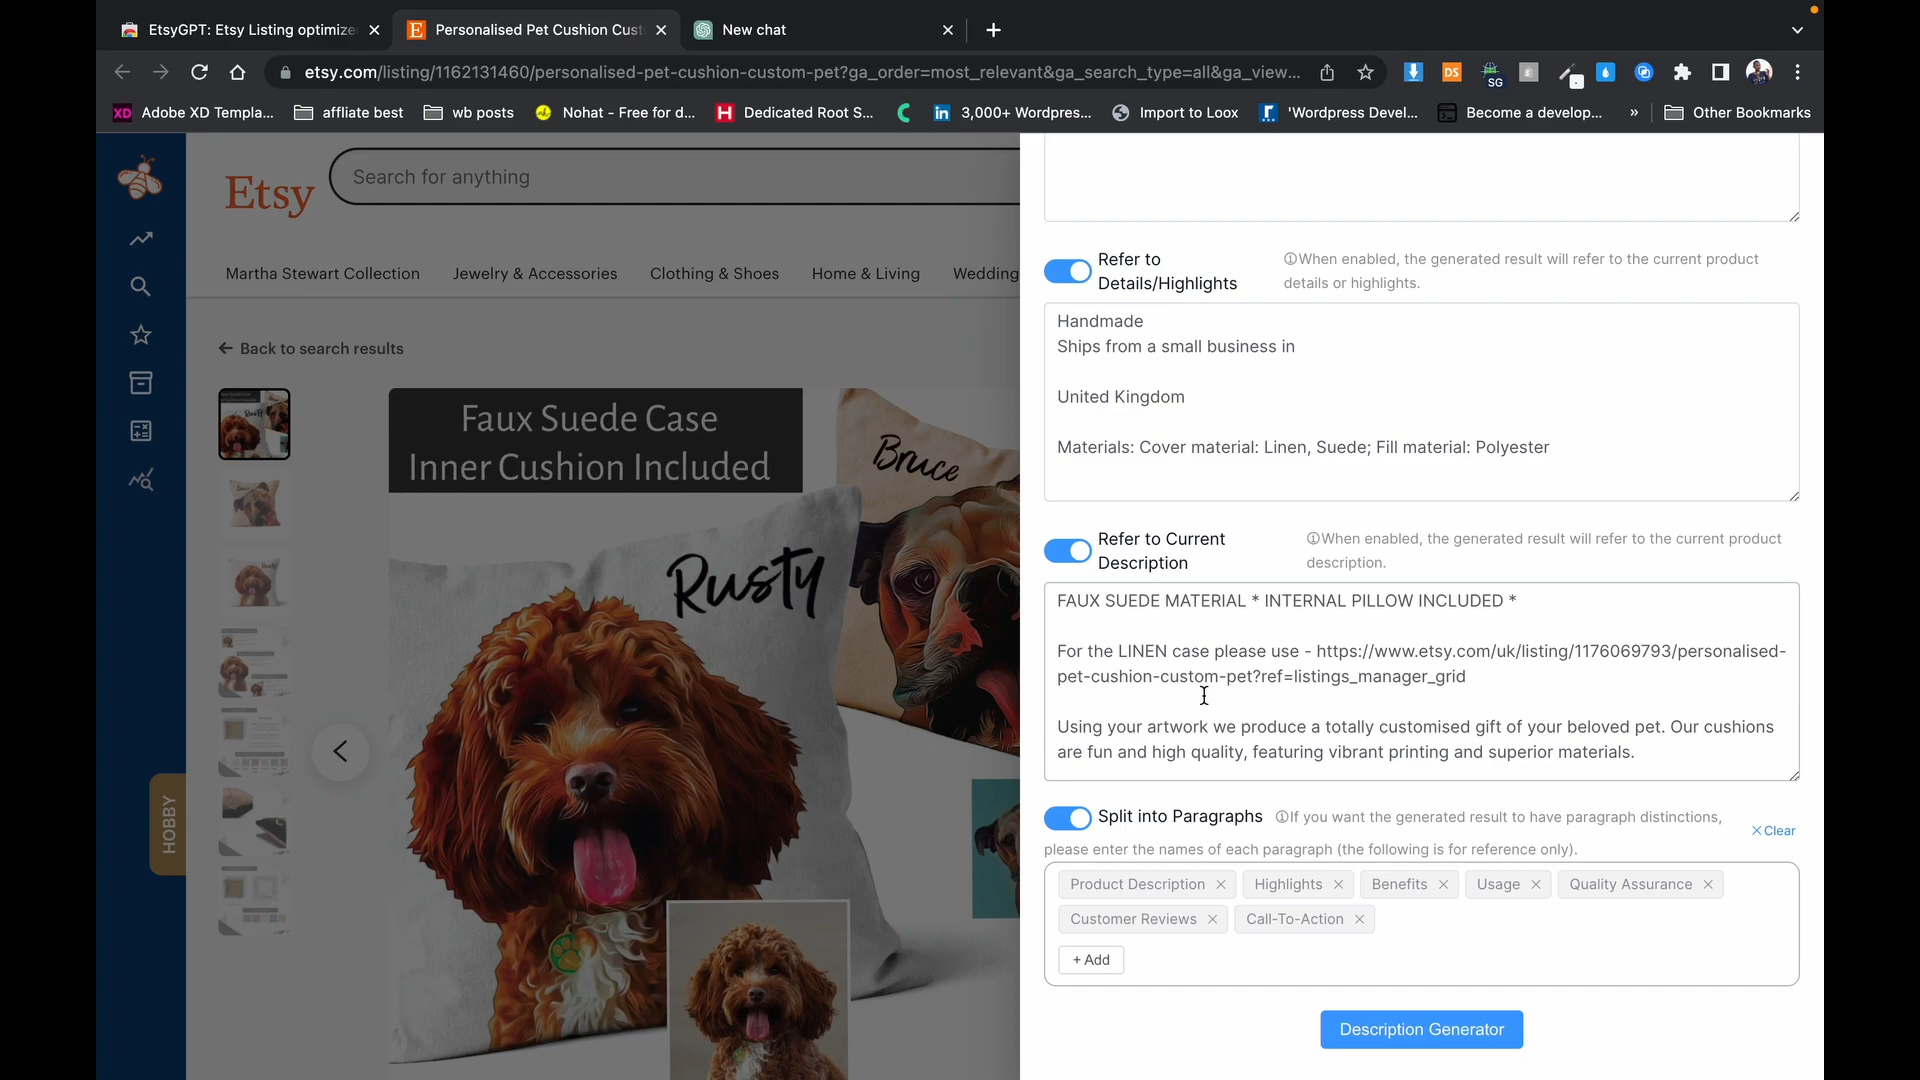 EtsyGPT: Etsy Listing optimize
Personalised Pet Cushion Cust
New chat
etsy.com/listing/1162131460/personalised-pet-cushion-custom-pet?ga_order=most_relevant&ga_search_type=all&ga_view...
DS
SG
XD
Adobe XD Templa...
affliate best
wb posts
Nohat - Free for d...
Dedicated Root S...
3,000+ Wordpres...
Import to Loox
'Wordpress Devel...
Become a develop...
»
Other Bookmarks
Etsy
Search for anything
Martha Stewart Collection
Jewelry & Accessories
Clothing & Shoes
Home & Living
Wedding
← Back to search results
Faux Suede Case
Inner Cushion Included
Bruce
Rusty
HOBBY
Refer to
Details/Highlights
When enabled, the generated result will refer to the current product
details or highlights.
Handmade
Ships from a small business in
United Kingdom
Materials: Cover material: Linen, Suede; Fill material: Polyester
Refer to Current
Description
When enabled, the generated result will refer to the current product
description.
FAUX SUEDE MATERIAL * INTERNAL PILLOW INCLUDED *
For the LINEN case please use - https://www.etsy.com/uk/listing/1176069793/personalised-
pet-cushion-custom-pet?ref=listings_manager_grid
Using your artwork we produce a totally customised gift of your beloved pet. Our cushions
are fun and high quality, featuring vibrant printing and superior materials.
Split into Paragraphs
If you want the generated result to have paragraph distinctions,
please enter the names of each paragraph (the following is for reference only).
Clear
Product Description
Highlights
Benefits
Usage
Quality Assurance
Customer Reviews
Call-To-Action
+ Add
Description Generator